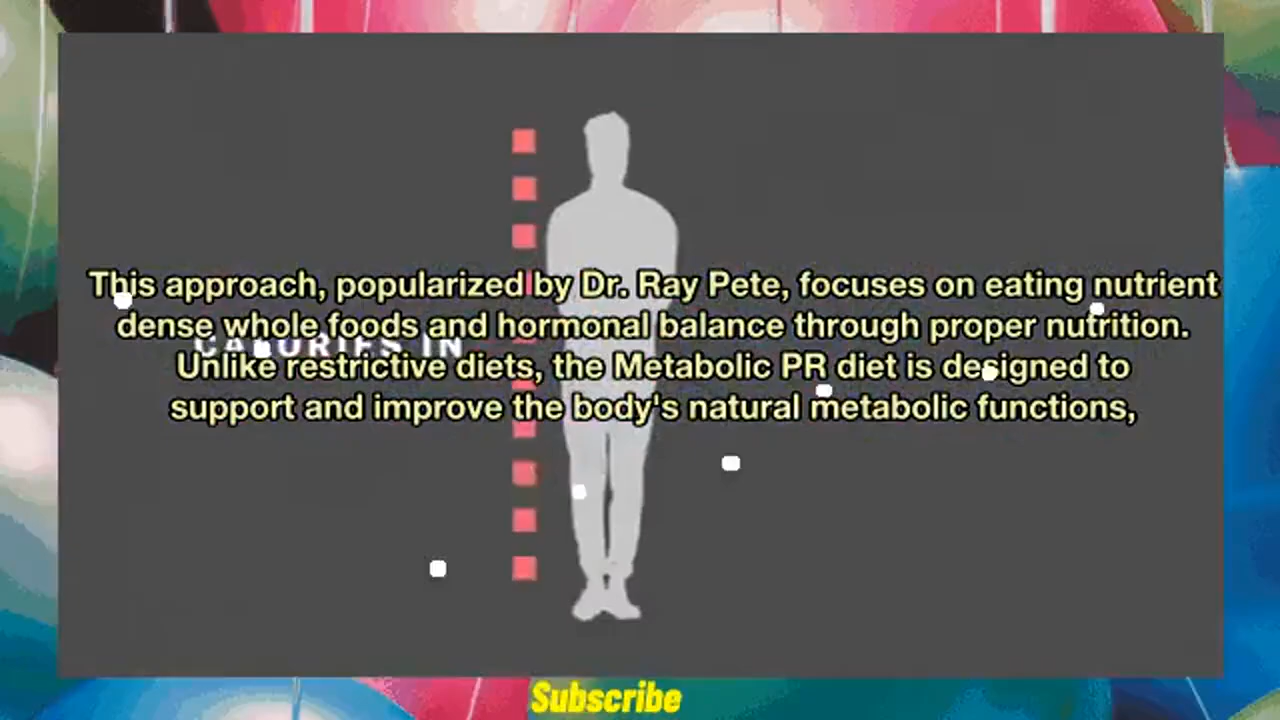 This approach, popularized by Dr. Ray Pete, focuses on eating nutrient
dense whole foods and hormonal balance through proper nutrition.
CALORIES IN
Unlike restrictive diets, the Metabolic PR diet is designed to
support and improve the body's natural metabolic functions,
Subscribe